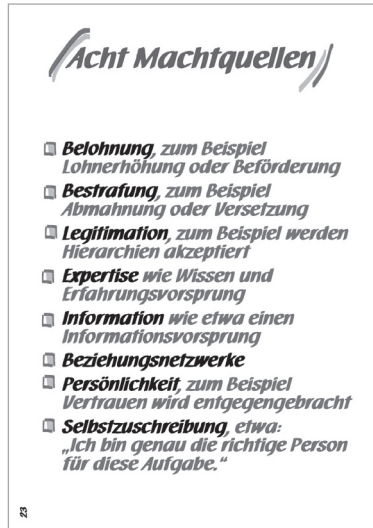 Acht Machtquellen
Belohnung, zum Beispiel
Lohnerhöhung oder Beförderung
Bestrafung, zum Beispiel
Abmahnung oder Versetzung
Legitimation, zum Beispiel werden
Hierarchien akzeptiert
Expertise wie Wissen und
Erfahrungsvorsprung
Information wie etwa einen
Informationsvorsprung
Beziehungsnetzwerke
Persönlichkeit, zum Beispiel
Vertrauen wird entgegengebracht
Selbstzuschreibung, etwa:
„Ich bin genau die richtige Person
für diese Aufgabe.“
23